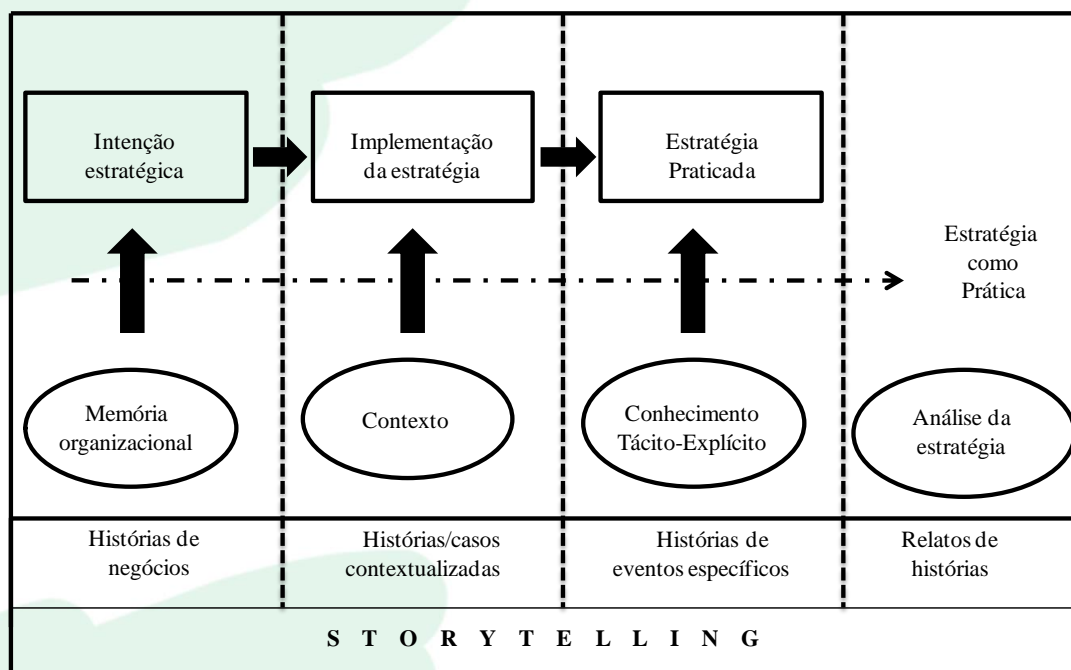 Intenção
estratégica
Implementação
da estratégia
Estratégia
Praticada
Estratégia
como
Prática
Memória
organizacional
Contexto
Conhecimento
Tácito-Explícito
Análise da
estratégia
Histórias de
negócios
Histórias/casos
contextualizadas
Histórias de
eventos específicos
Relatos de
histórias
S T O R Y T E L L I N G